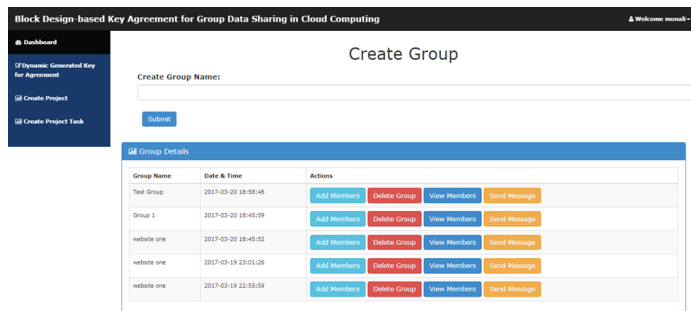 Block Design-based Key Agreement for Group Data Sharing in Cloud Computing
Welcome monali
Dashboard
Dynamic Generated Key
for Agreement
Create Project
Create Project Task
Create Group
Create Group Name:
Submit
Group Details
Group Name Date & Time Actions
Test Group 2017-03-20 18:58:46 Add Members Delete Group View Members Send Message
Group 1 2017-03-20 18:45:59 Add Members Delete Group View Members Send Message
website one 2017-03-20 18:45:52 Add Members Delete Group View Members Send Message
website one 2017-03-19 23:01:26 Add Members Delete Group View Members Send Message
website one 2017-03-19 22:55:59 Add Members Delete Group View Members Send Message